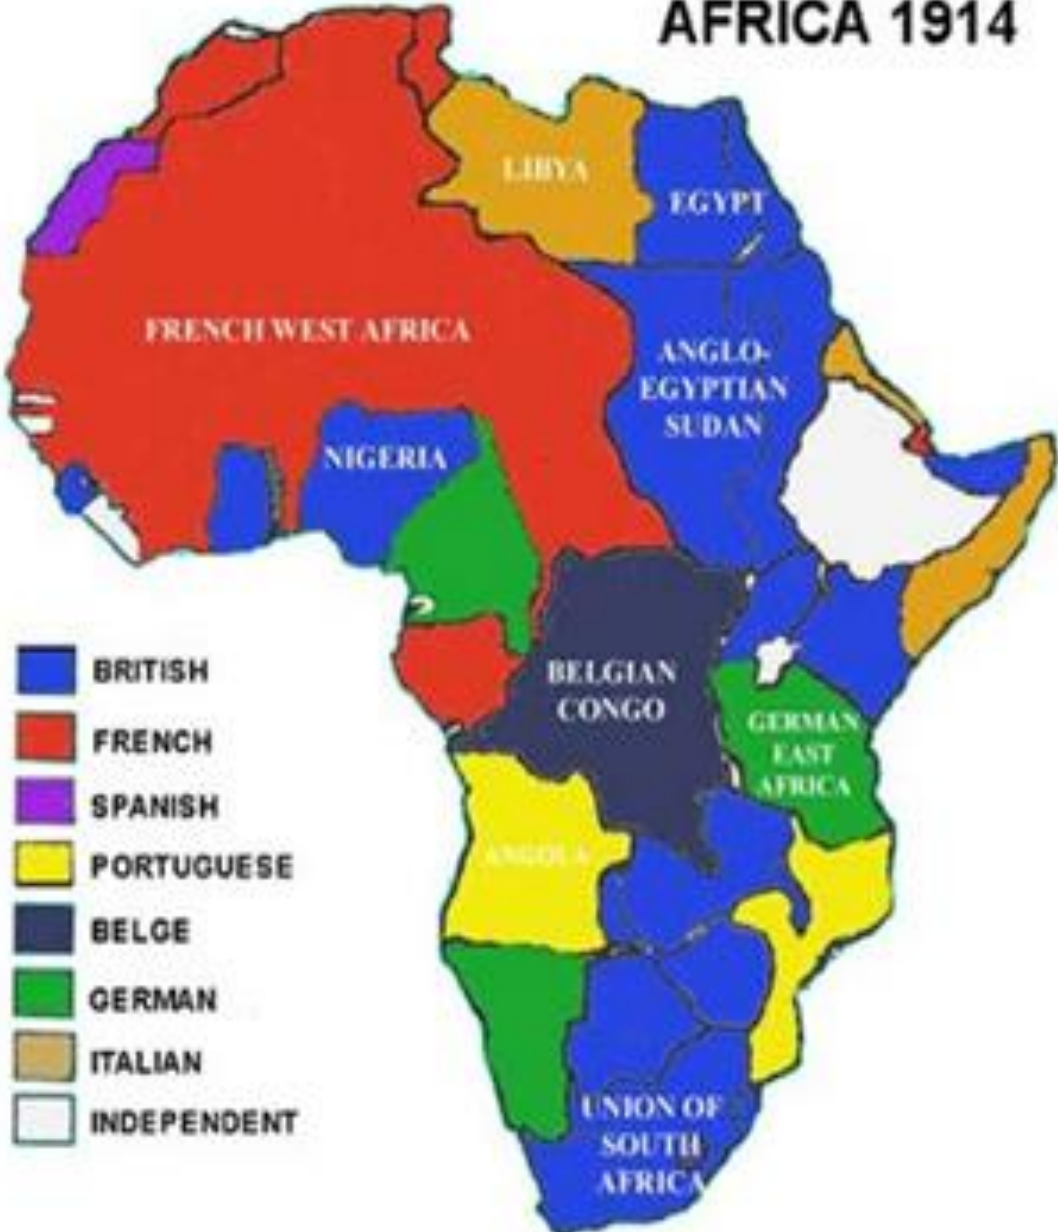 AFRICA 1914
LIBYA
EGYPT
FRENCH WEST AFRICA
ANGLO-
EGYPTIAN
SUDAN
NIGERIA
BELGIAN
CONGO
GERMAN
EAST
AFRICA
ANGOLA
UNION OF
SOUTH
AFRICA
BRITISH
FRENCH
SPANISH
PORTUGUESE
BELGE
GERMAN
ITALIAN
INDEPENDENT